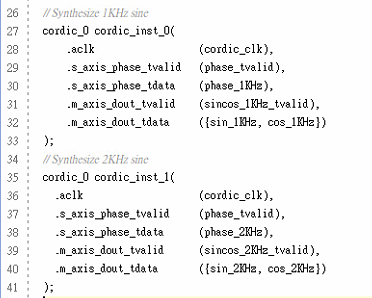 26 // Synthesize 1KHz sine
27 cordic_0 cordic_inst_0(
28 .aclk (cordic_clk),
29 .s_axis_phase_tvalid (phase_tvalid),
30 .s_axis_phase_tdata (phase_1KHz),
31 .m_axis_dout_tvalid (sincos_1KHz_tvalid),
32 .m_axis_dout_tdata ({sin_1KHz, cos_1KHz})
33 );
34 // Synthesize 2KHz sine
35 cordic_0 cordic_inst_1(
36 .aclk (cordic_clk),
37 .s_axis_phase_tvalid (phase_tvalid),
38 .s_axis_phase_tdata (phase_2KHz),
39 .m_axis_dout_tvalid (sincos_2KHz_tvalid),
40 .m_axis_dout_tdata ({sin_2KHz, cos_2KHz})
41 );